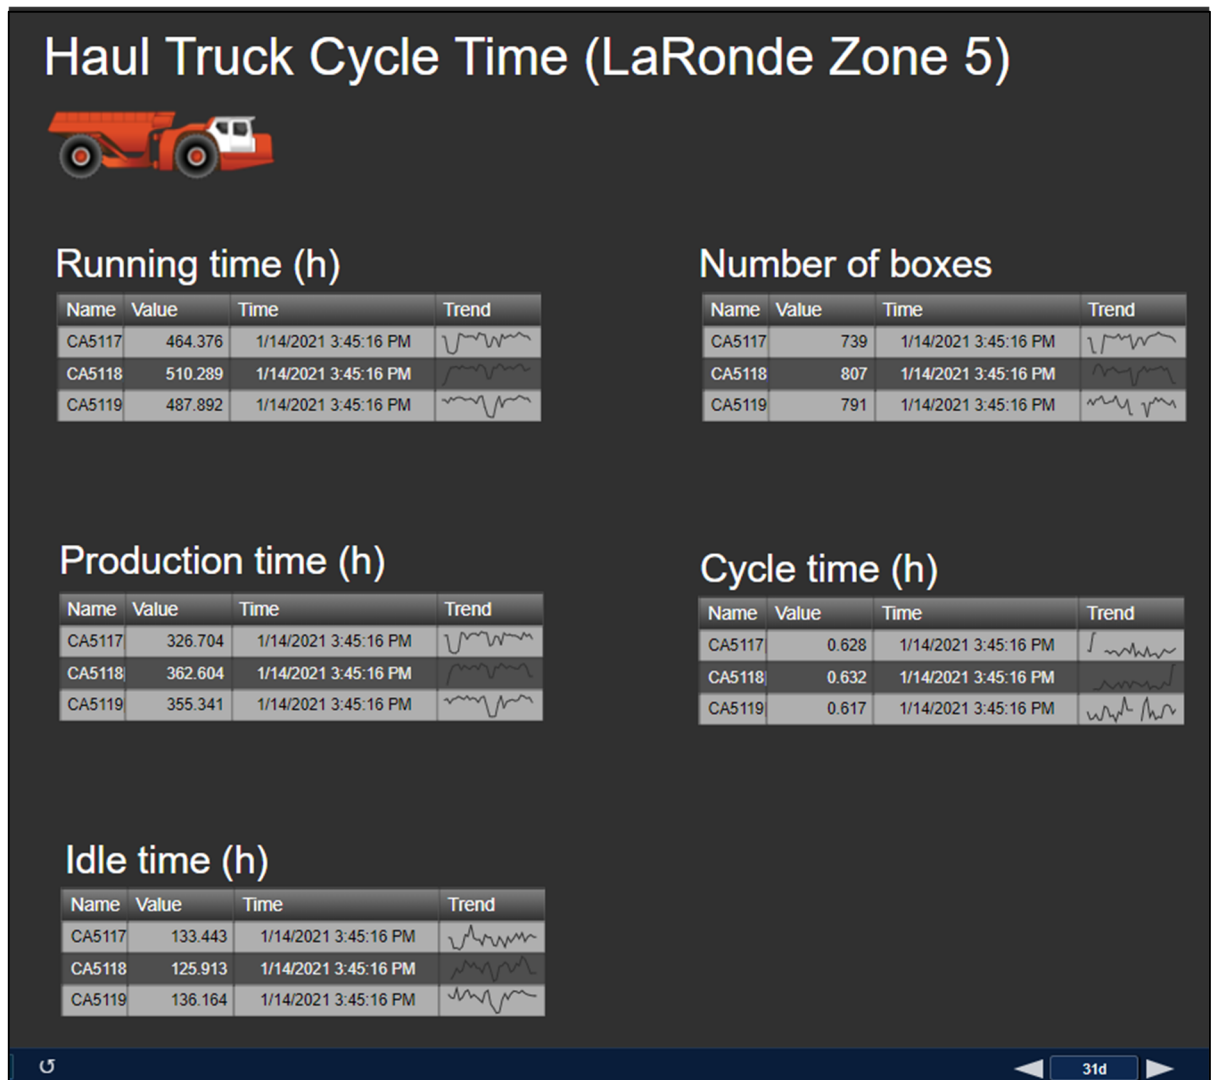 Haul Truck Cycle Time (LaRonde Zone 5)
Running time (h)
Name Value Time Trend
CA5117 464.376 1/14/2021 3:45:16 PM
CA5118 510.289 1/14/2021 3:45:16 PM
CA5119 487.892 1/14/2021 3:45:16 PM
Number of boxes
Name Value Time Trend
CA5117 739 1/14/2021 3:45:16 PM
CA5118 807 1/14/2021 3:45:16 PM
CA5119 791 1/14/2021 3:45:16 PM
Production time (h)
Name Value Time Trend
CA5117 326.704 1/14/2021 3:45:16 PM
CA5118 362.604 1/14/2021 3:45:16 PM
CA5119 355.341 1/14/2021 3:45:16 PM
Cycle time (h)
Name Value Time Trend
CA5117 0.628 1/14/2021 3:45:16 PM
CA5118 0.632 1/14/2021 3:45:16 PM
CA5119 0.617 1/14/2021 3:45:16 PM
Idle time (h)
Name Value Time Trend
CA5117 133.443 1/14/2021 3:45:16 PM
CA5118 125.913 1/14/2021 3:45:16 PM
CA5119 136.164 1/14/2021 3:45:16 PM
31d